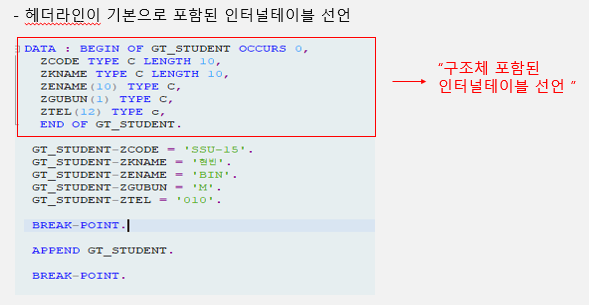 - 헤더라인이 기본으로 포함된 인터널테이블 선언
DATA : BEGIN OF GT_STUDENT OCCURS 0,
ZCODE TYPE C LENGTH 10,
ZKNAME TYPE C LENGTH 10,
ZENAME(10) TYPE C,
ZGUBUN(1) TYPE C,
ZTEL(12) TYPE c,
END OF GT_STUDENT.
“구조체 포함된
인터널테이블 선언 “
GT_STUDENT-ZCODE = 'SSU-15'.
GT_STUDENT-ZKNAME = '현빈'.
GT_STUDENT-ZENAME = 'BIN'.
GT_STUDENT-ZGUBUN = 'M'.
GT_STUDENT-ZTEL = '010'.
BREAK-POINT.
APPEND GT_STUDENT.
BREAK-POINT.